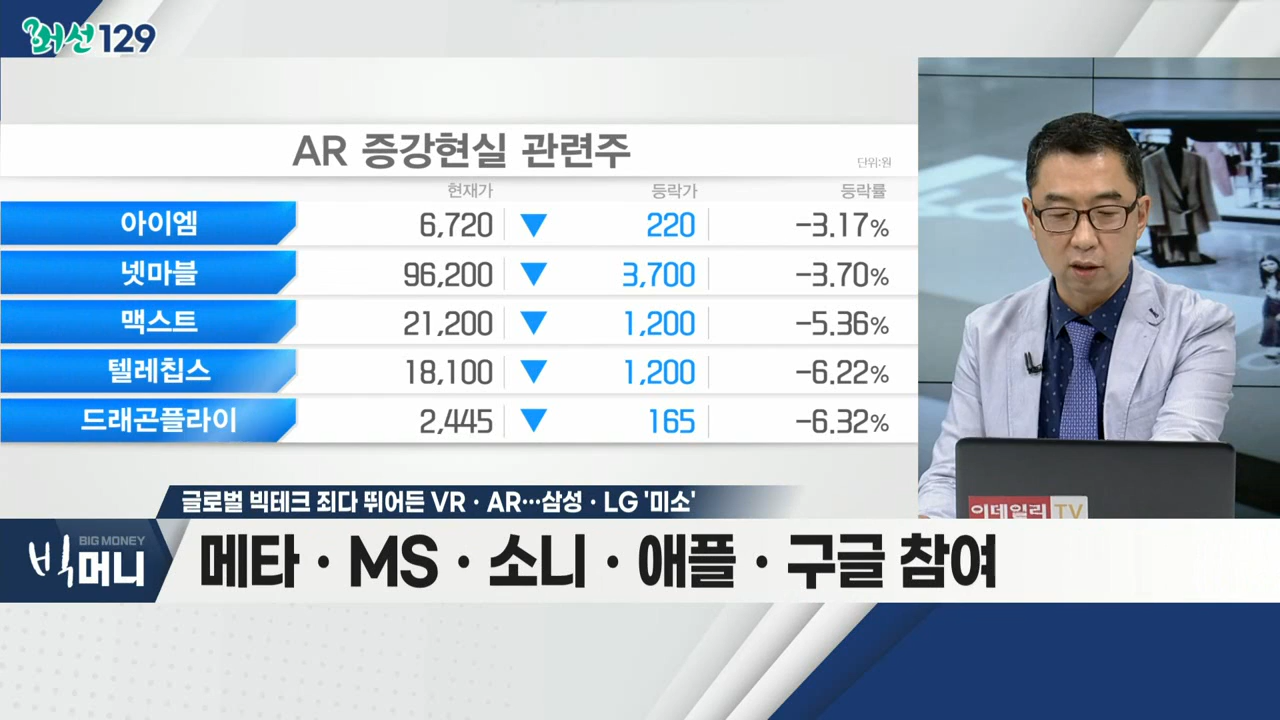 머선129
AR 증강현실 관련주
단위:원
현재가 등락가 등락률
아이엠 6,720 ▼ 220 -3.17%
넷마블 96,200 ▼ 3,700 -3.70%
맥스트 21,200 ▼ 1,200 -5.36%
텔레칩스 18,100 ▼ 1,200 -6.22%
드래곤플라이 2,445 ▼ 165 -6.32%
이데일리TV
글로벌 빅테크 죄다 뛰어든 VR·AR…삼성·LG '미소'
BIG MONEY
빅머니
메타·MS·소니·애플·구글 참여